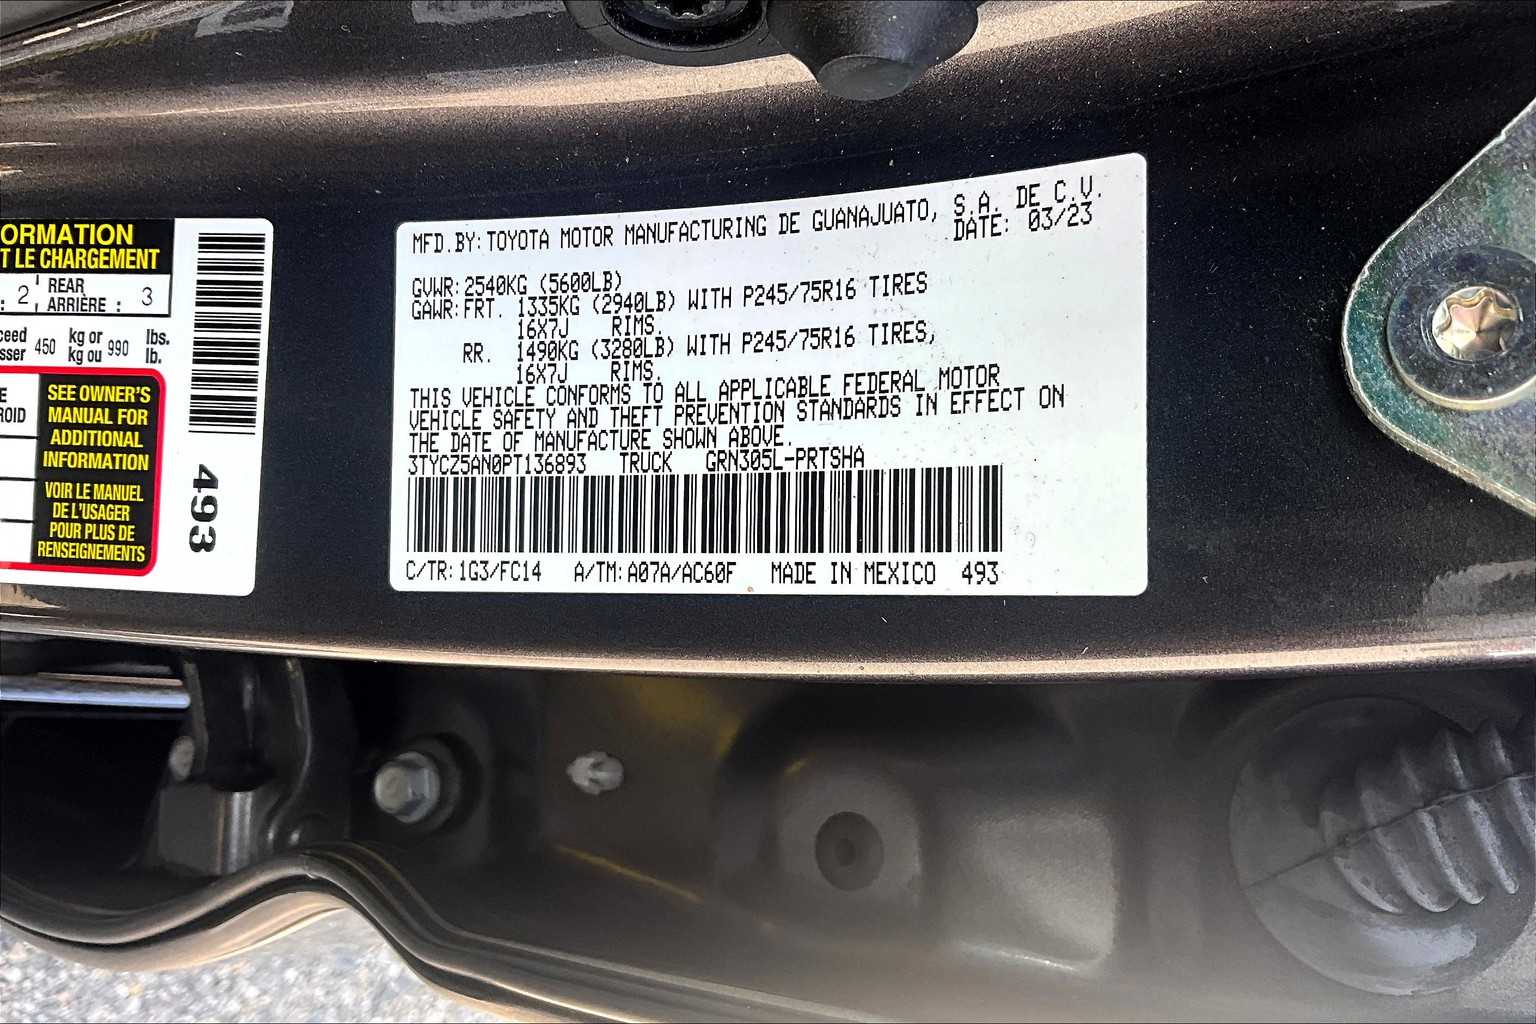 ORMATION
T LE CHARGEMENT
: 2 REAR ARRIÈRE : 3
ceed
sser 450 kg or kg ou 990 lbs. lb.
E
ROID
SEE OWNER'S
MANUAL FOR
ADDITIONAL
INFORMATION
VOIR LE MANUEL
DE L'USAGER
POUR PLUS DE
RENSEIGNEMENTS
493
MFD.BY: TOYOTA MOTOR MANUFACTURING DE GUANAJUATO, S.A. DE C.V.
DATE: 03/23
GVWR: 2540KG (5600LB)
GAWR: FRT. 1335KG (2940LB) WITH P245/75R16 TIRES
16X7J RIMS.
RR. 1490KG (3280LB) WITH P245/75R16 TIRES,
16X7J RIMS.
THIS VEHICLE CONFORMS TO ALL APPLICABLE FEDERAL MOTOR
VEHICLE SAFETY AND THEFT PREVENTION STANDARDS IN EFFECT ON
THE DATE OF MANUFACTURE SHOWN ABOVE.
3TYCZ5AN0PT136893 TRUCK GRN305L-PRTSHA
C/TR: 1G3/FC14 A/TM: A07A/AC60F MADE IN MEXICO 493